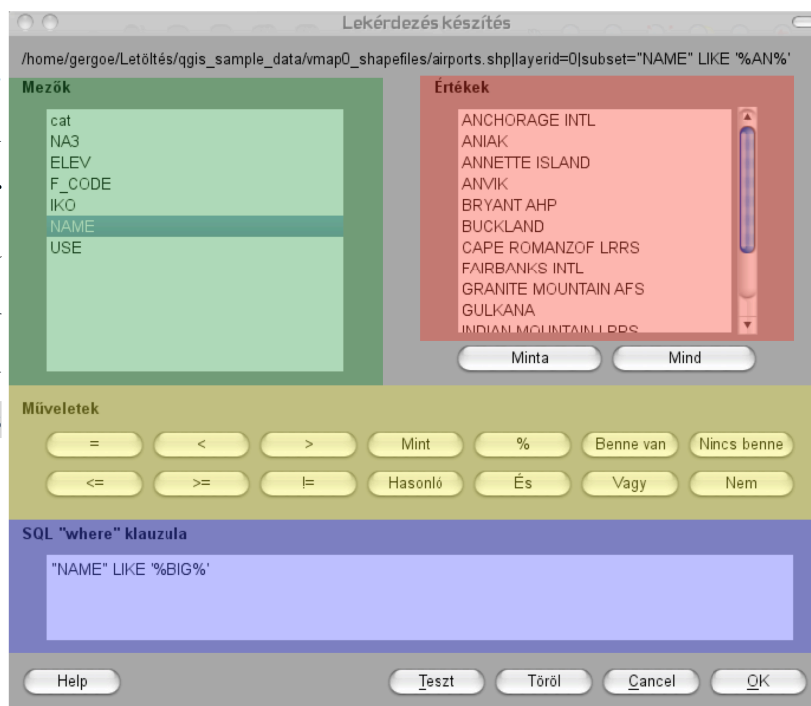 Lekérdezés készítés
/home/gergoe/Letöltés/qgis_sample_data/vmap0_shapefiles/airports.shp|layerid=0|subset="NAME" LIKE '%AN%'
Mezők
cat
NA3
ELEV
F_CODE
IKO
NAME
USE
Értékek
ANCHORAGE INTL
ANIAK
ANNETTE ISLAND
ANVIK
BRYANT AHP
BUCKLAND
CAPE ROMANZOF LRRS
FAIRBANKS INTL
GRANITE MOUNTAIN AFS
GULKANA
INDIAN MOUNTAIN LRRS
Minta Mind
Műveletek
= < > Mint % Benne van Nincs benne
<= >= != Hasonló És Vagy Nem
SQL "where" klauzula
"NAME" LIKE '%BIG%'
Help Teszt Töröl Cancel OK